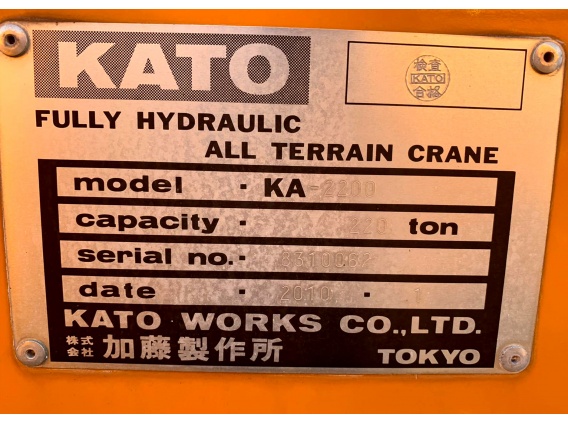 KATO
検査
KATO
合格
FULLY HYDRAULIC
ALL TERRAIN CRANE
model · KA-2200
capacity · 220 ton
serial no.·
date · 2010 · 1
KATO WORKS CO.,LTD.
株式会社 加藤製作所 TOKYO